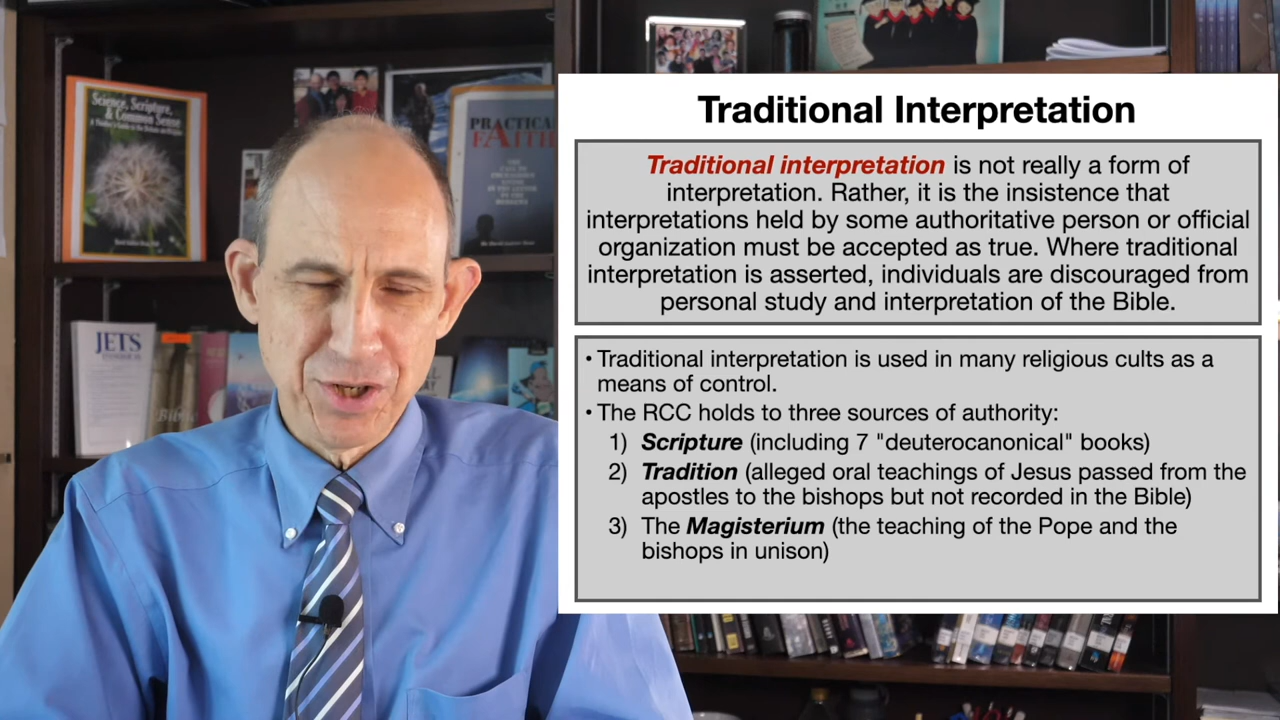 Science, Scripture,
& Common Sense
PRACTICAL
FAITH
JETS
Bible
Traditional Interpretation
Traditional interpretation is not really a form of
interpretation. Rather, it is the insistence that
interpretations held by some authoritative person or official
organization must be accepted as true. Where traditional
interpretation is asserted, individuals are discouraged from
personal study and interpretation of the Bible.
• Traditional interpretation is used in many religious cults as a
means of control.
• The RCC holds to three sources of authority:
1) Scripture (including 7 "deuterocanonical" books)
2) Tradition (alleged oral teachings of Jesus passed from the
apostles to the bishops but not recorded in the Bible)
3) The Magisterium (the teaching of the Pope and the
bishops in unison)